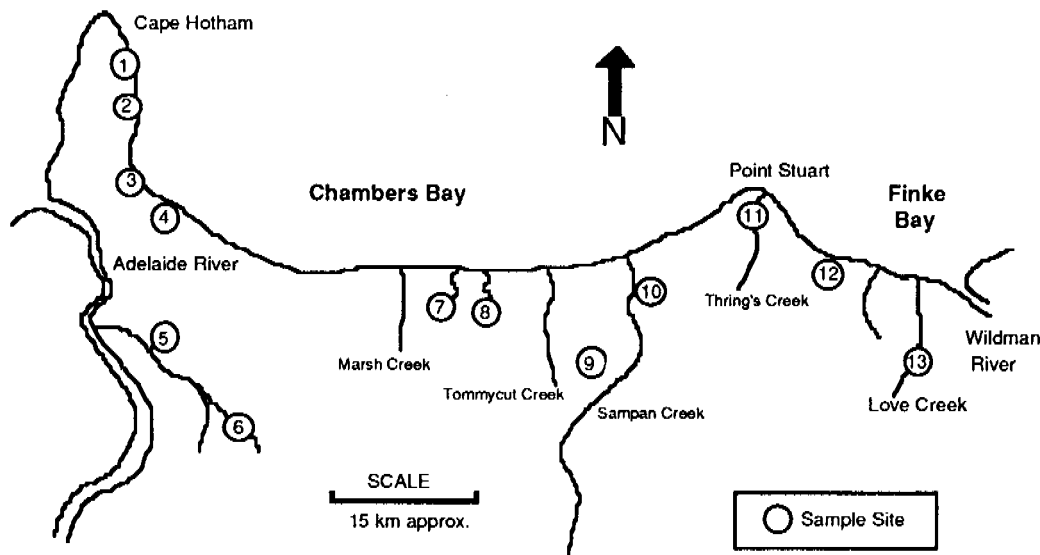 Cape Hotham
1
2
N
3
Point Stuart
Chambers Bay
Finke
Bay
4
11
Adelaide River
12
10
Thring's Creek
7
8
5
Wildman
River
Marsh Creek
9
13
Tommycut Creek
Love Creek
Sampan Creek
6
SCALE
15 km approx.
Sample Site